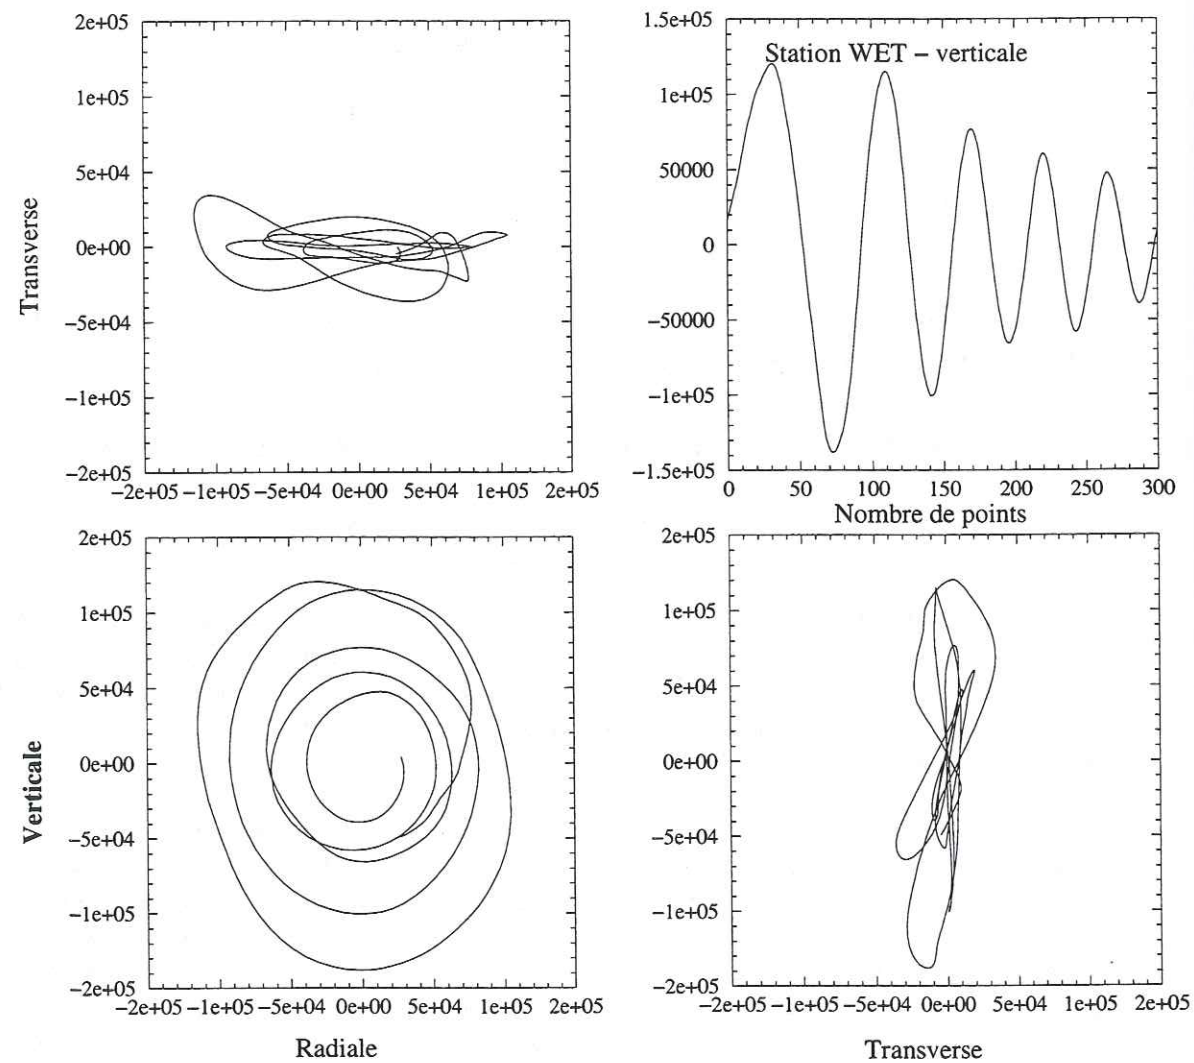 2e+05
1e+05
5e+04
0e+00
−5e+04
−1e+05
−2e+05
Transverse
−2e+05 −1e+05 −5e+04 0e+00 5e+04 1e+05 2e+05
Station WET – verticale
1.5e+05
1e+05
50000
0
−50000
−1e+05
−1.5e+05
0 50 100 150 200 250 300
Nombre de points
2e+05
1e+05
5e+04
0e+00
−5e+04
−1e+05
−2e+05
Verticale
−2e+05 −1e+05 −5e+04 0e+00 5e+04 1e+05 2e+05
Radiale
2e+05
1e+05
5e+04
0e+00
−5e+04
−1e+05
−2e+05
−2e+05 −1e+05 −5e+04 0e+00 5e+04 1e+05 2e+05
Transverse